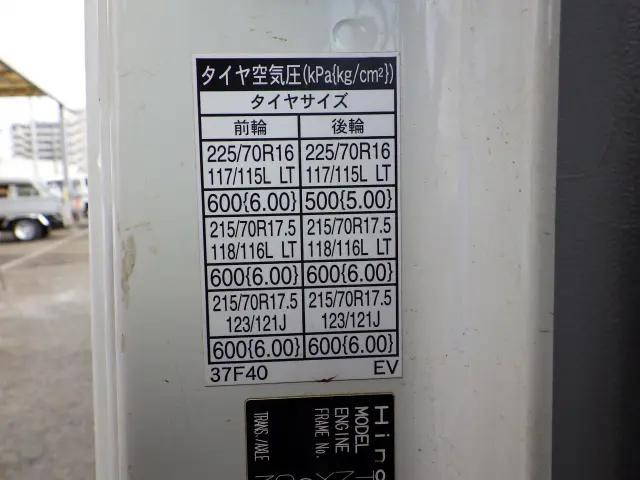 タイヤ空気圧(kPa{kg/cm²})
タイヤサイズ
前輪 後輪
225/70R16 225/70R16
117/115L LT 117/115L LT
600{6.00} 500{5.00}
215/70R17.5 215/70R17.5
118/116L LT 118/116L LT
600{6.00} 600{6.00}
215/70R17.5 215/70R17.5
123/121J 123/121J
600{6.00} 600{6.00}
37F40 EV
MODEL
ENGINE
FRAME No.
TRANS./AXLE